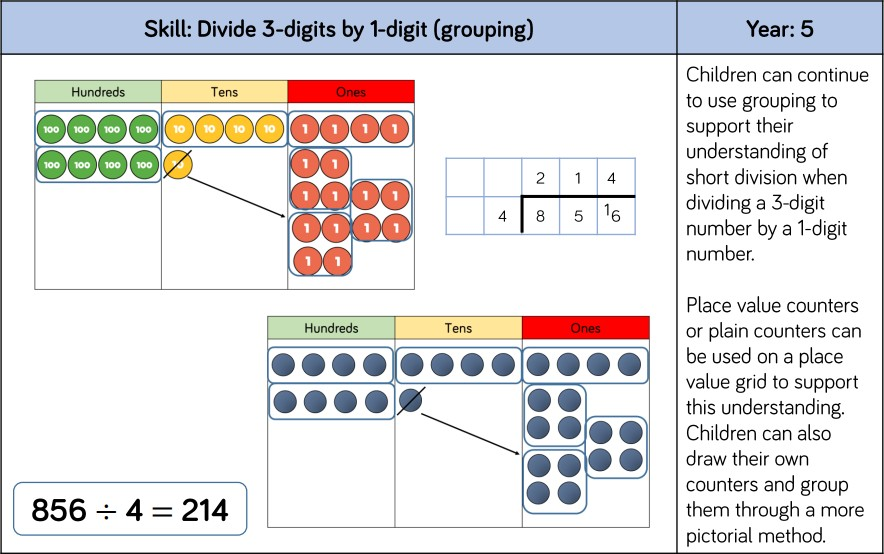 Skill: Divide 3-digits by 1-digit (grouping)
Year: 5
Hundreds Tens Ones
100 100 100 100 10 10 10 10 1 1 1 1
100 100 100 100 10 1 1
1 1 1 1
1 1 1 1
1 1
2 1 4
4 8 5 16
Hundreds Tens Ones
856 ÷ 4 = 214
Children can continue
to use grouping to
support their
understanding of
short division when
dividing a 3-digit
number by a 1-digit
number.
Place value counters
or plain counters can
be used on a place
value grid to support
this understanding.
Children can also
draw their own
counters and group
them through a more
pictorial method.